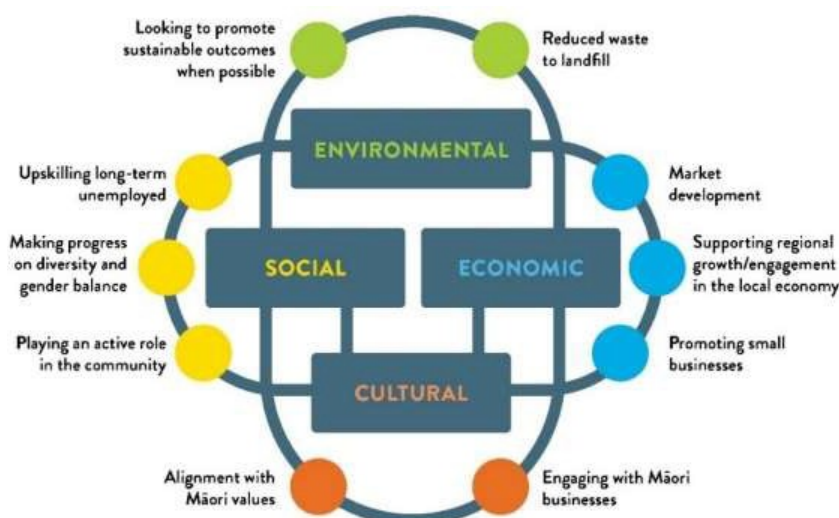 Looking to promote
sustainable outcomes
when possible
Reduced waste
to landfill
ENVIRONMENTAL
Upskilling long-term
unemployed
Market
development
Making progress
on diversity and
gender balance
SOCIAL
ECONOMIC
Supporting regional
growth/engagement
in the local economy
Playing an active role
in the community
Promoting small
businesses
CULTURAL
Alignment with
Māori values
Engaging with Māori
businesses